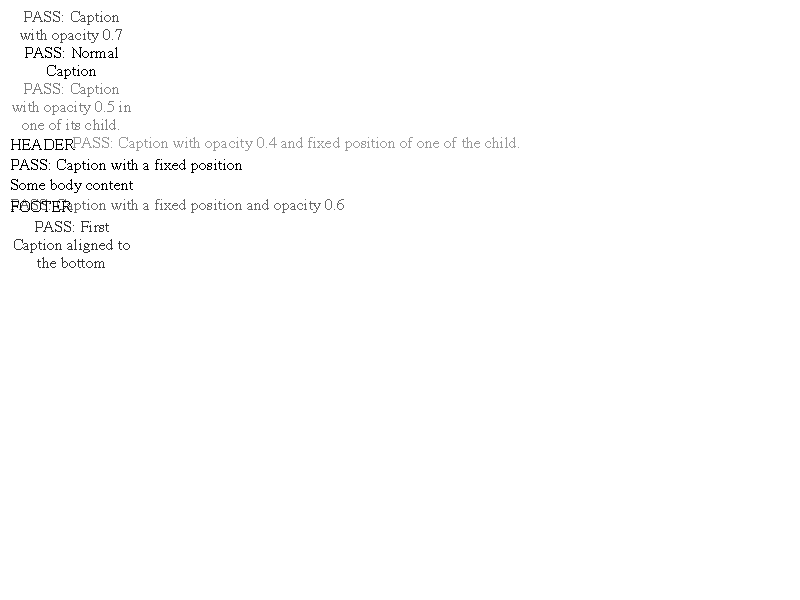 PASS: Caption
with opacity 0.7
PASS: Normal
Caption
PASS: Caption
with opacity 0.5 in
one of its child.
HEADER PASS: Caption with opacity 0.4 and fixed position of one of the child.
PASS: Caption with a fixed position
Some body content
FOOTER
PASS: Caption with a fixed position and opacity 0.6
PASS: First
Caption aligned to
the bottom